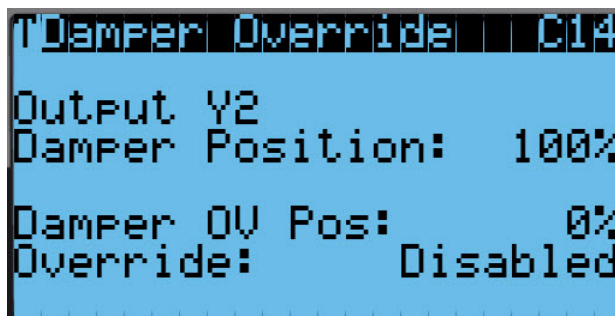 Damper Override C14
Output Y2
Damper Position: 100%
Damper OV Pos: 0%
Override: Disabled